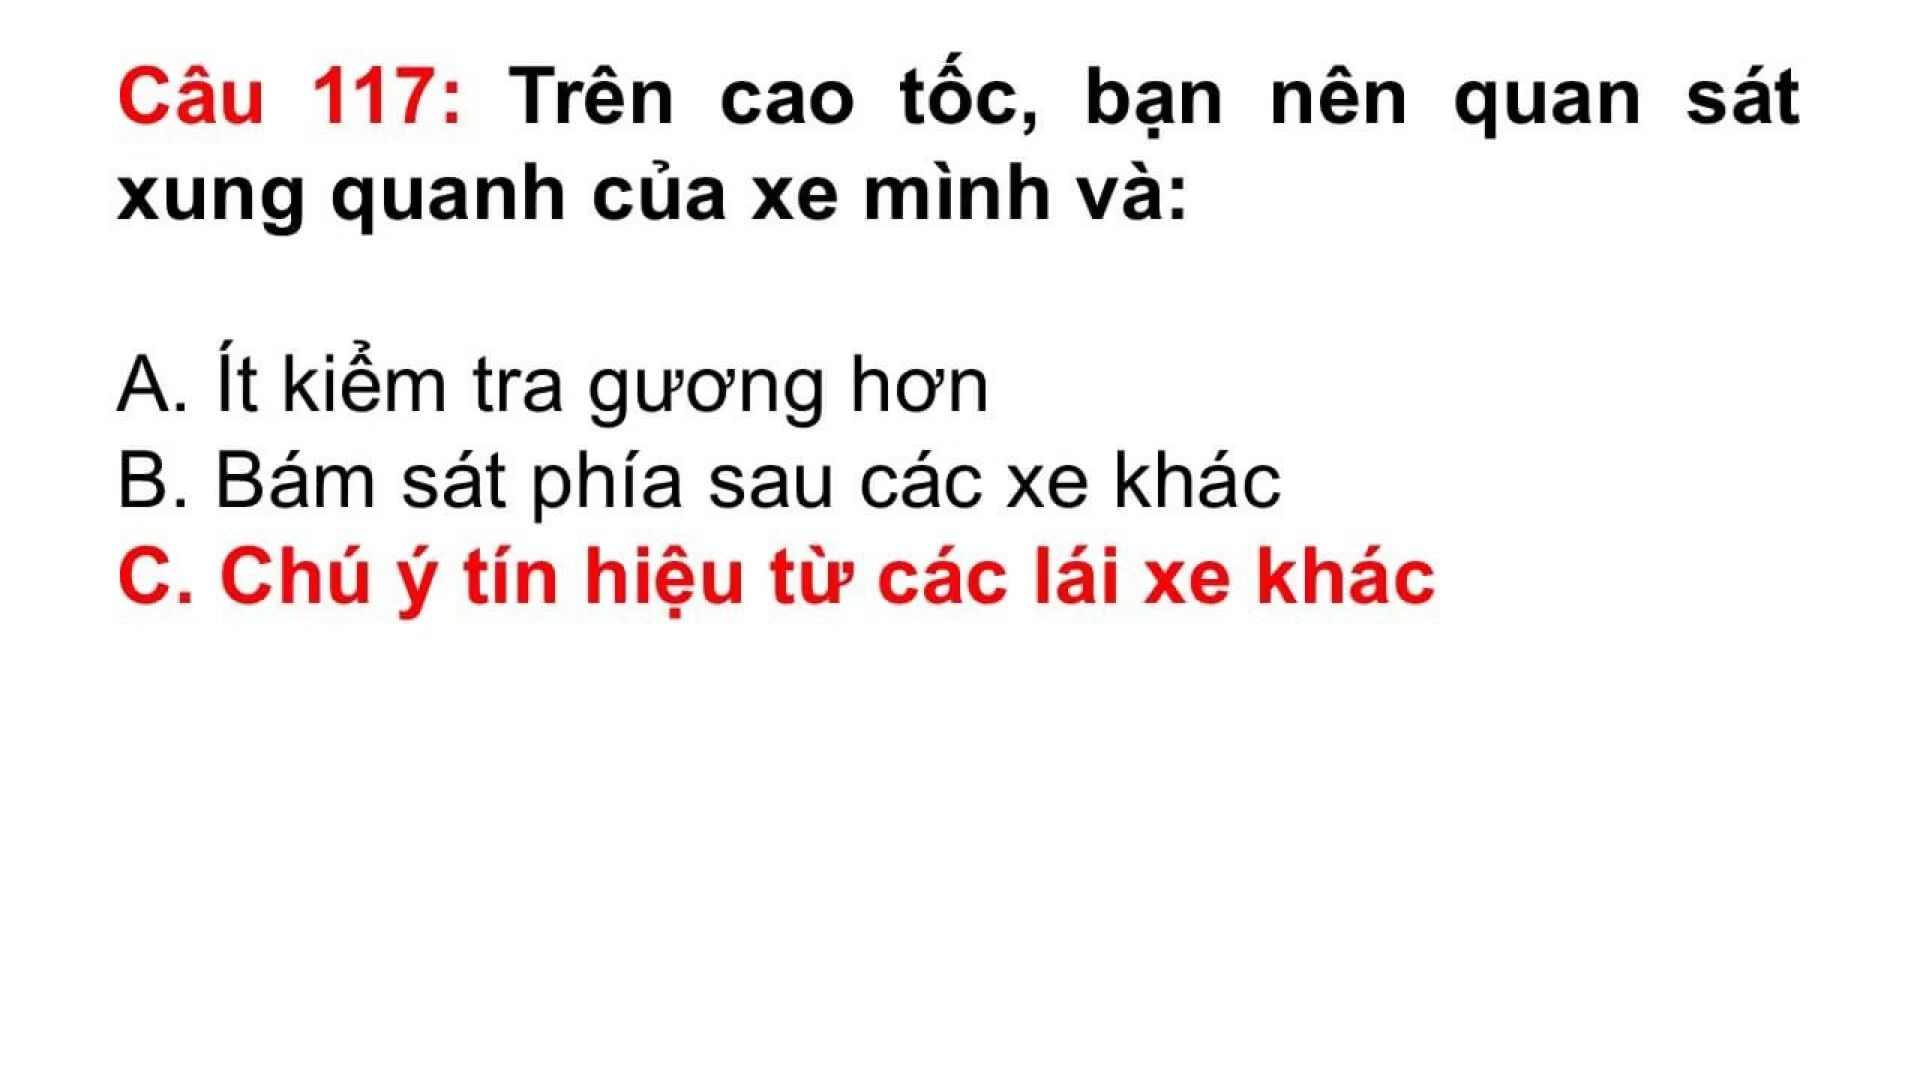 Câu 117: Trên cao tốc, bạn nên quan sát
xung quanh của xe mình và:
A. Ít kiểm tra gương hơn
B. Bám sát phía sau các xe khác
C. Chú ý tín hiệu từ các lái xe khác